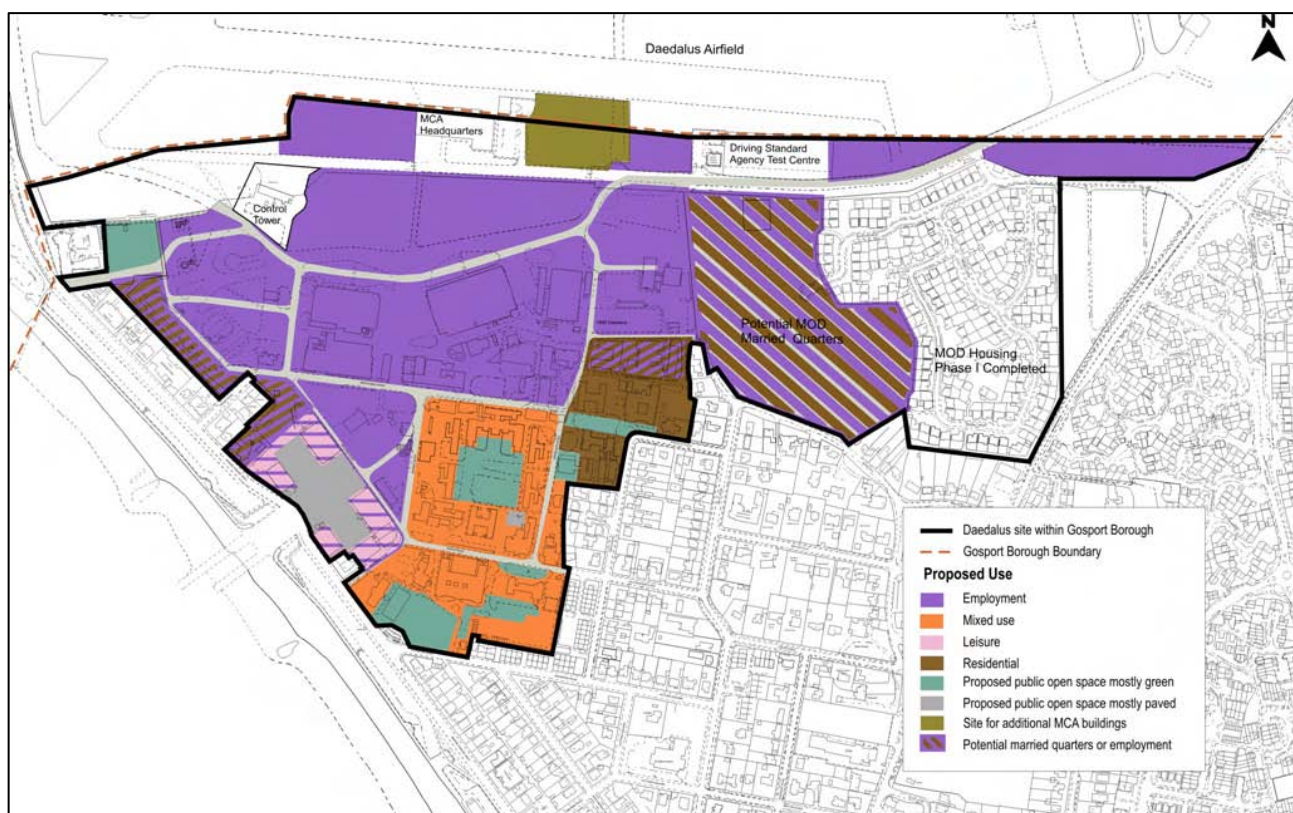 N
Daedalus Airfield
MCA
Headquarters
Driving Standard
Agency Test Centre
Control
Tower
Potential MOD
Married Quarters
MOD Housing
Phase I Completed
Daedalus site within Gosport Borough
Gosport Borough Boundary
Proposed Use
Employment
Mixed use
Leisure
Residential
Proposed public open space mostly green
Proposed public open space mostly paved
Site for additional MCA buildings
Potential married quarters or employment